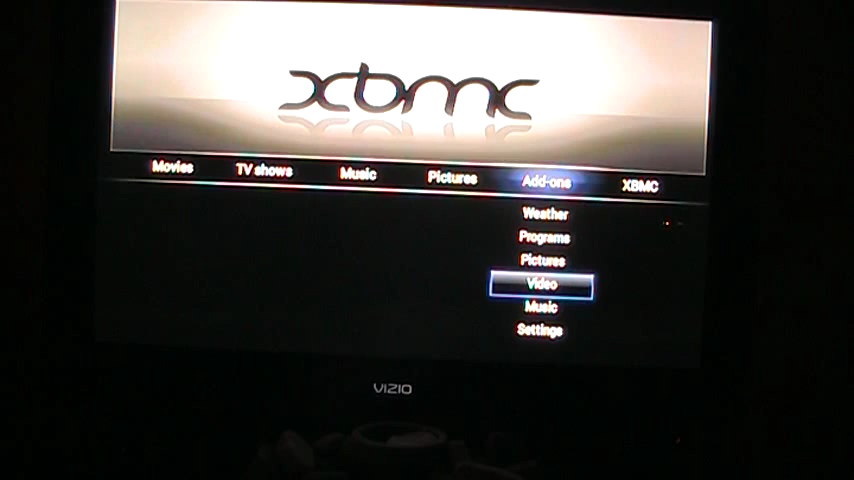 xbmc
Movies TV shows Music Pictures Add-ons XBMC
Weather
Programs
Pictures
Video
Music
Settings
VIZIO